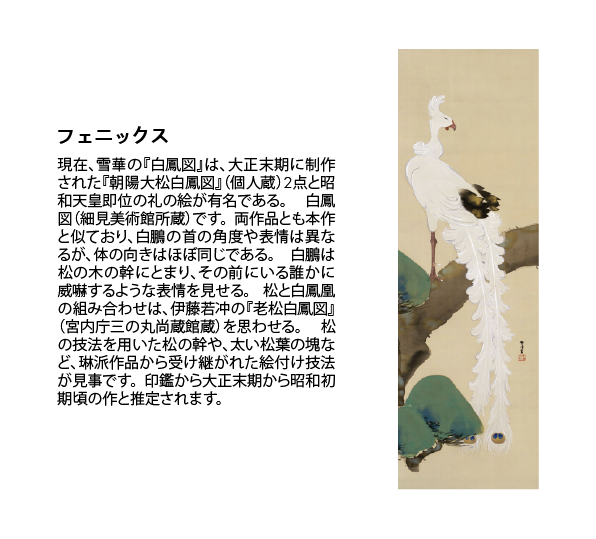 フェニックス
現在、雪華の『白鳳図』は、大正末期に制作
された『朝陽大松白鳳図』（個人蔵）2点と昭
和天皇即位の礼の絵が有名である。　白鳳
図（細見美術館所蔵）です。両作品とも本作
と似ており、白鵬の首の角度や表情は異な
るが、体の向きはほぼ同じである。　白鵬は
松の木の幹にとまり、その前にいる誰かに
威嚇するような表情を見せる。　松と白鳳凰
の組み合わせは、伊藤若冲の『老松白鳳図』
（宮内庁三の丸尚蔵館蔵）を思わせる。　松
の技法を用いた松の幹や、太い松葉の塊な
ど、琳派作品から受け継がれた絵付け技法
が見事です。印鑑から大正末期から昭和初
期頃の作と推定されます。